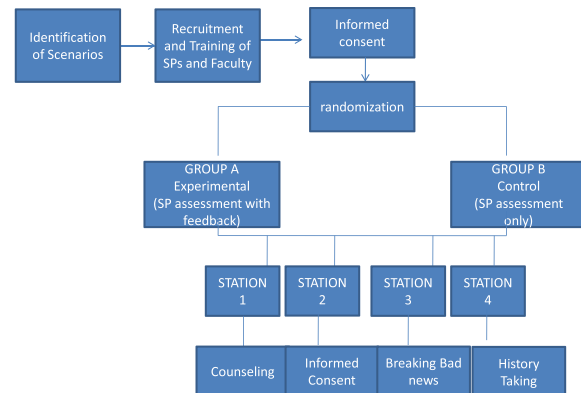 Identification
of Scenarios
Recruitment
and Training of
SPs and Faculty
Informed
consent
randomization
GROUP A
Experimental
(SP assessment with
feedback)
GROUP B
Control
(SP assessment
only)
STATION
1
STATION
2
STATION
3
STATION
4
Counseling
Informed
Consent
Breaking Bad
news
History
Taking